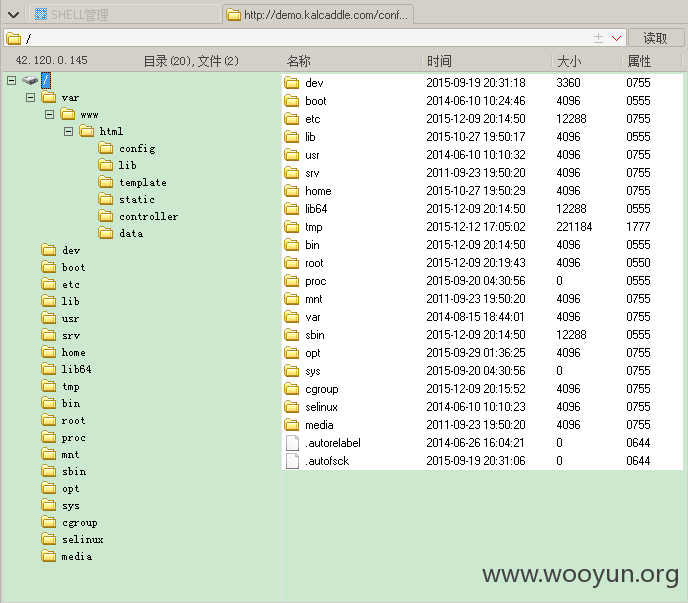 SHELL管理 http://demo.kalcaddle.com/conf...
/ 读取
42.120.0.145 目录(20),文件(2) 名称 时间 大小 属性
/
var
www
html
config
lib
template
static
controller
data
dev
boot
etc
lib
usr
srv
home
lib64
tmp
bin
root
proc
mnt
sbin
opt
sys
cgroup
selinux
media
dev 2015-09-19 20:31:18 3360 0755
boot 2014-06-10 10:24:46 4096 0555
etc 2015-12-09 20:14:50 12288 0755
lib 2015-10-27 19:50:17 4096 0555
usr 2014-06-10 10:10:32 4096 0755
srv 2011-09-23 19:50:20 4096 0755
home 2015-10-27 19:50:29 4096 0755
lib64 2015-12-09 20:14:50 12288 0555
tmp 2015-12-12 17:05:02 221184 1777
bin 2015-12-09 20:14:50 4096 0555
root 2015-12-09 20:19:43 4096 0550
proc 2015-09-20 04:30:56 0 0555
mnt 2011-09-23 19:50:20 4096 0755
var 2014-08-15 18:44:01 4096 0755
sbin 2015-12-09 20:14:50 12288 0555
opt 2015-09-29 01:36:25 4096 0755
sys 2015-09-20 04:30:56 0 0755
cgroup 2015-12-09 20:15:52 4096 0755
selinux 2014-06-10 10:10:23 4096 0755
media 2011-09-23 19:50:20 4096 0755
.autorelabel 2014-06-26 16:04:21 0 0644
.autofsck 2015-09-19 20:31:06 0 0644
www.wooyun.org